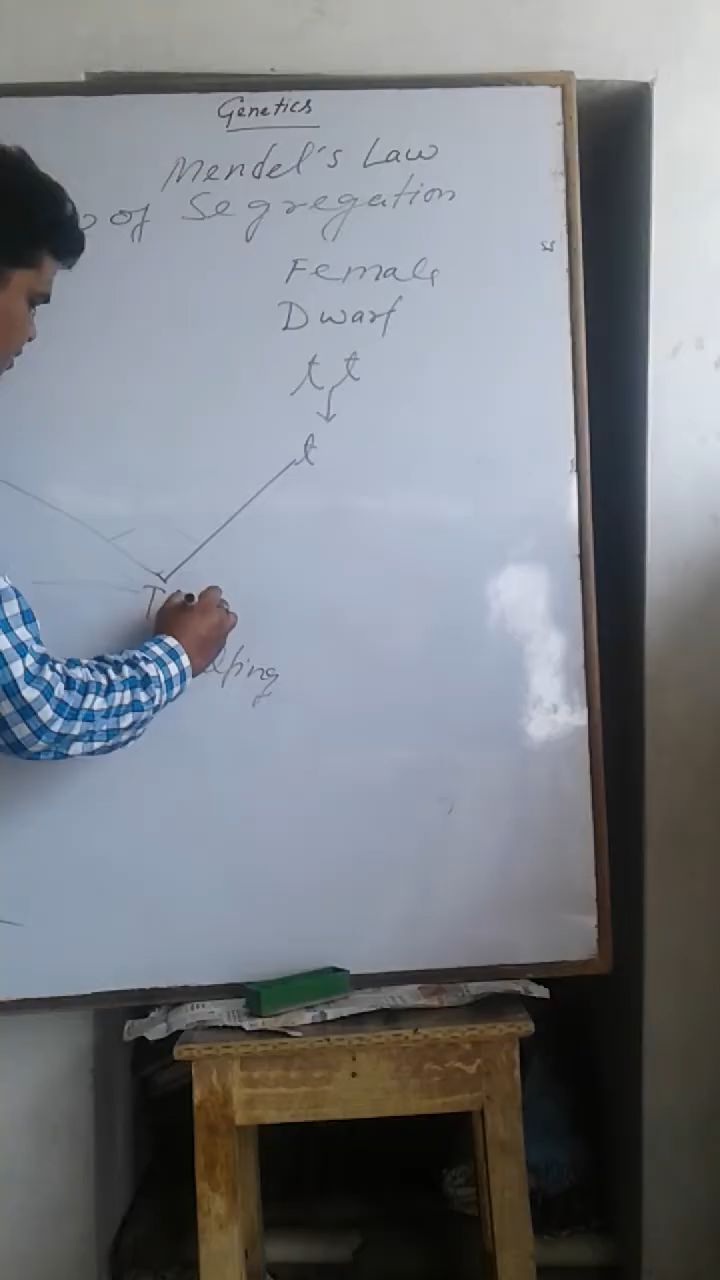 Genetics
Mendel's Law
of Segregation
Female
Dwarf
t t
t
T